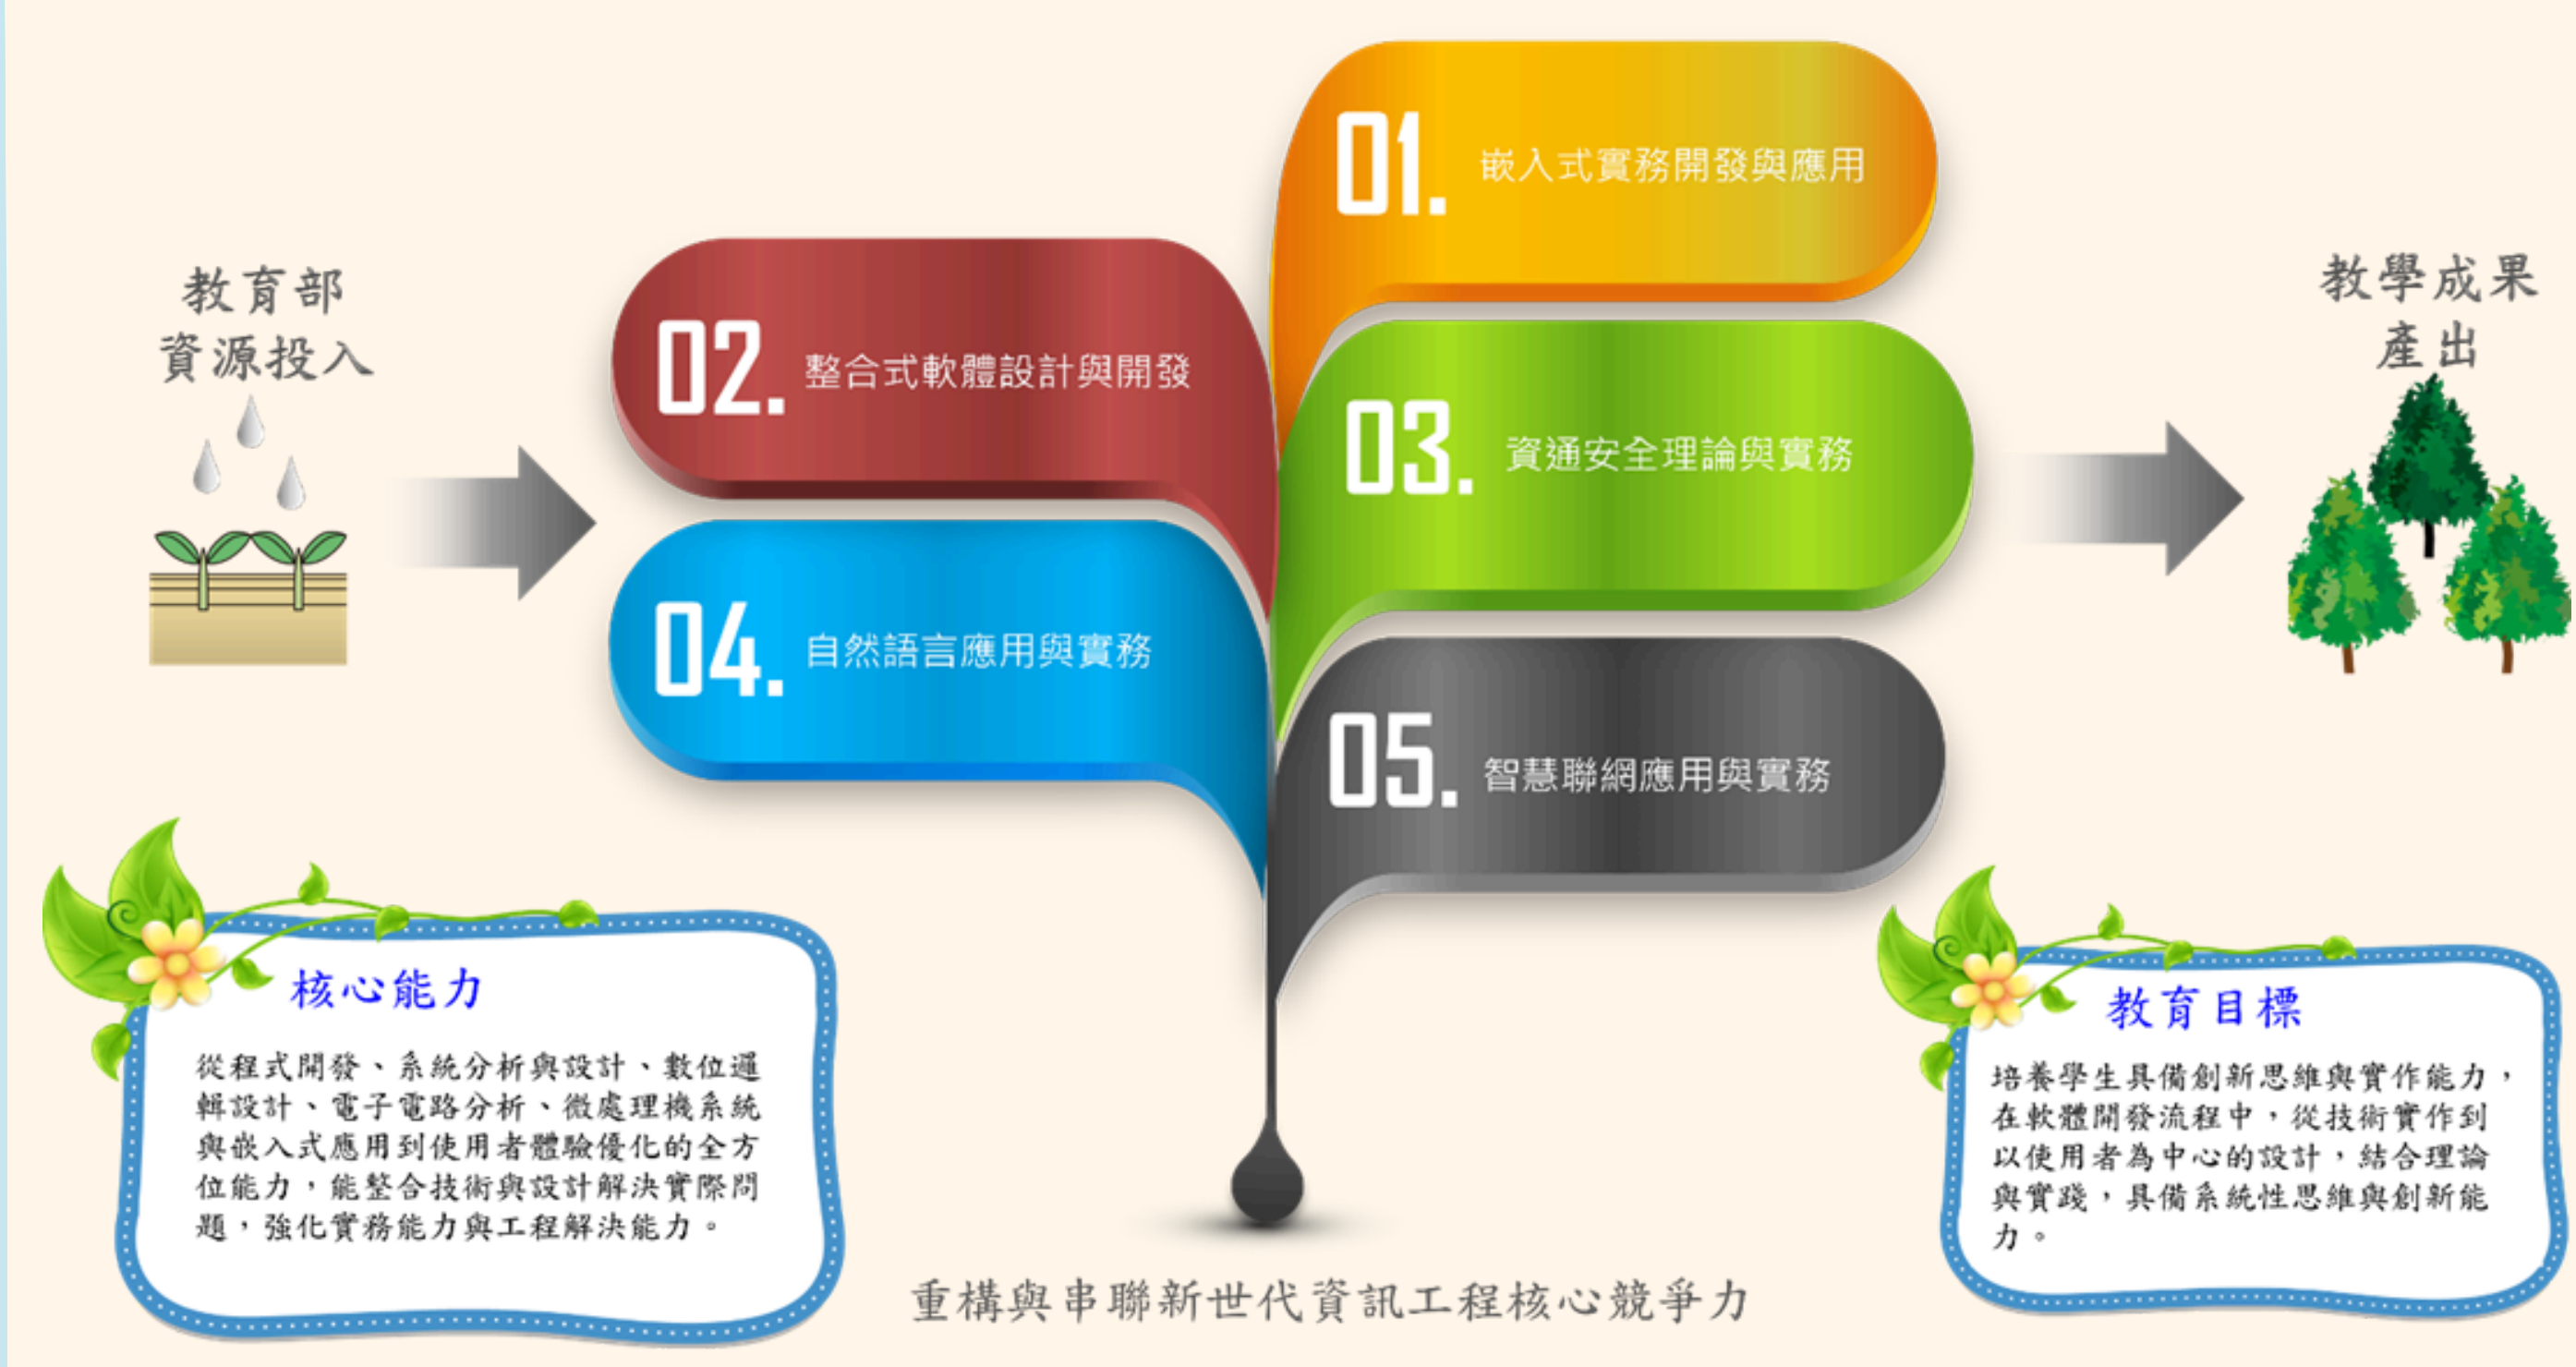 教育部
資源投入
01. 嵌入式實務開發與應用
02. 整合式軟體設計與開發
03. 資通安全理論與實務
04. 自然語言應用與實務
05. 智慧聯網應用與實務
教學成果
產出
核心能力
從程式開發、系統分析與設計、數位邏
輯設計、電子電路分析、微處理機系統
與嵌入式應用到使用者體驗優化的全方
位能力，能整合技術與設計解決實際問
題，強化實務能力與工程解決能力。
教育目標
培養學生具備創新思維與實作能力，
在軟體開發流程中，從技術實作到
以使用者為中心的設計，結合理論
與實踐，具備系統性思維與創新能
力。
重構與串聯新世代資訊工程核心競爭力